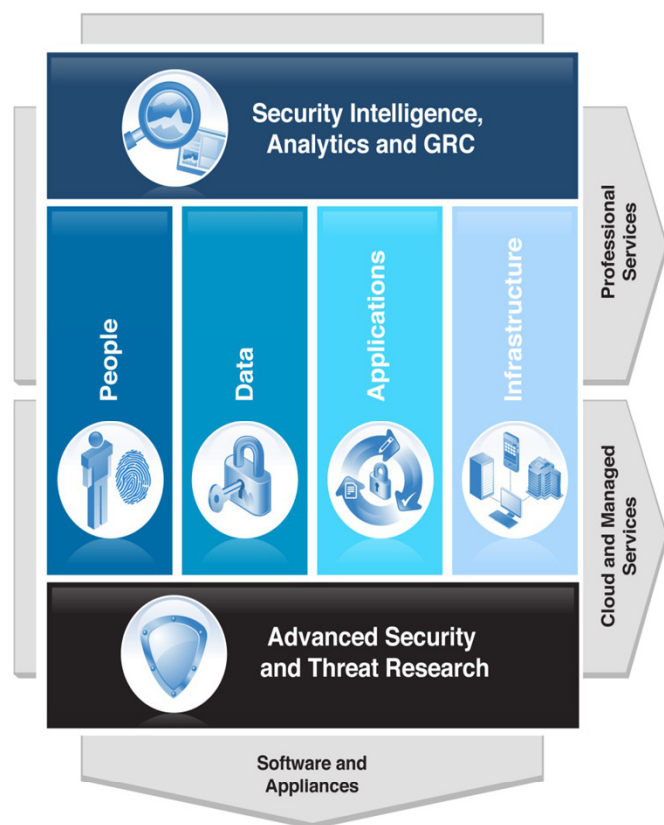 Security Intelligence,
Analytics and GRC
People
Data
Applications
Infrastructure
Professional
Services
Cloud and Managed
Services
Advanced Security
and Threat Research
Software and
Appliances